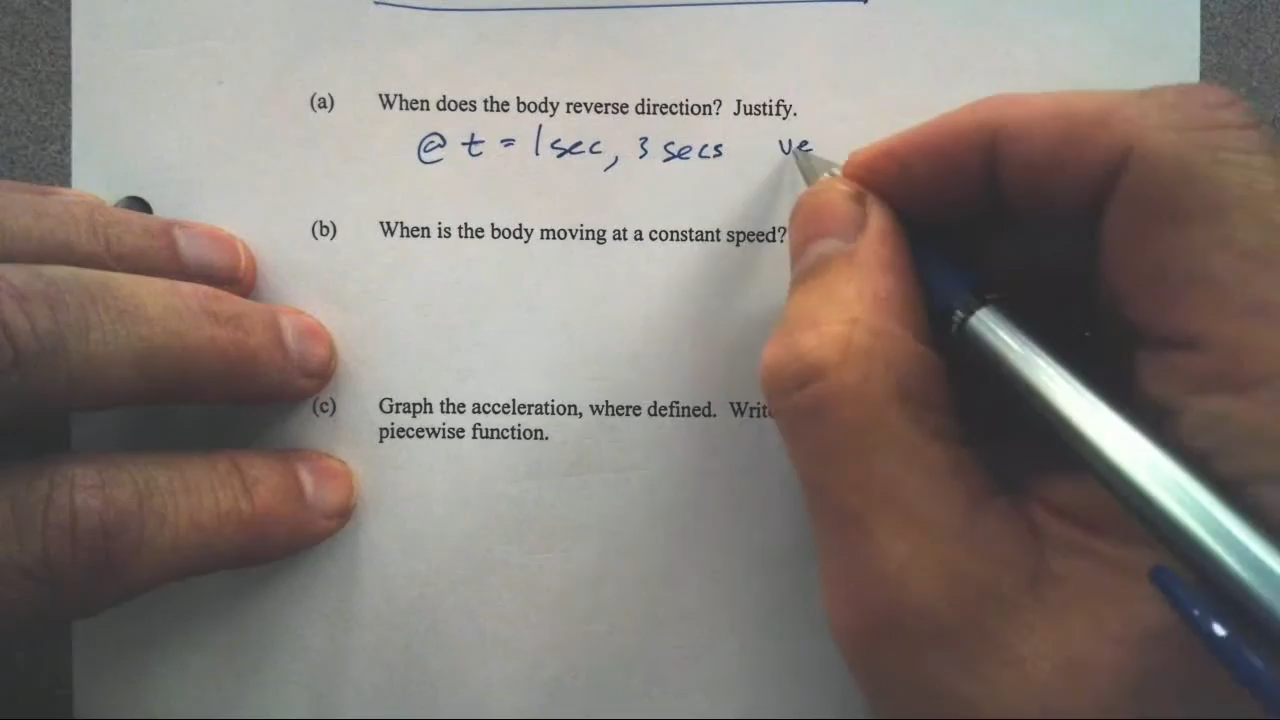 (a) When does the body reverse direction? Justify.
@ t = 1 sec, 3 secs ve
(b) When is the body moving at a constant speed?
(c) Graph the acceleration, where defined.
piecewise function.